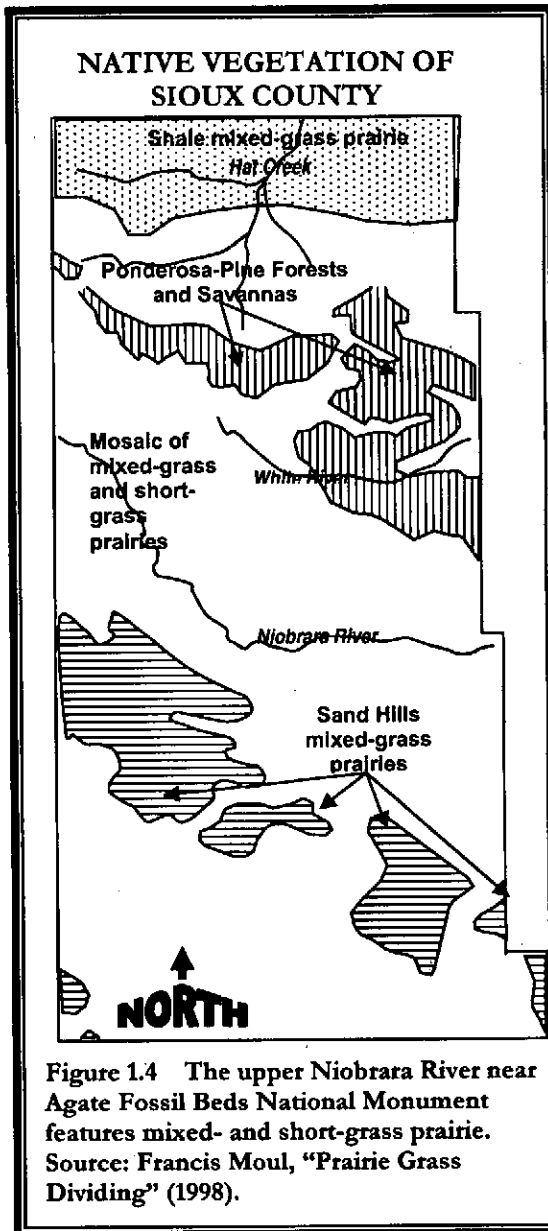 NATIVE VEGETATION OF
SIOUX COUNTY
Shale mixed-grass prairie
Hat Creek
Ponderosa-Pine Forests
and Savannas
Mosaic of
mixed-grass
and short-
grass
prairies
White River
Niobrara River
Sand Hills
mixed-grass
prairies
NORTH
Figure 1.4 The upper Niobrara River near
Agate Fossil Beds National Monument
features mixed- and short-grass prairie.
Source: Francis Moul, “Prairie Grass
Dividing” (1998).